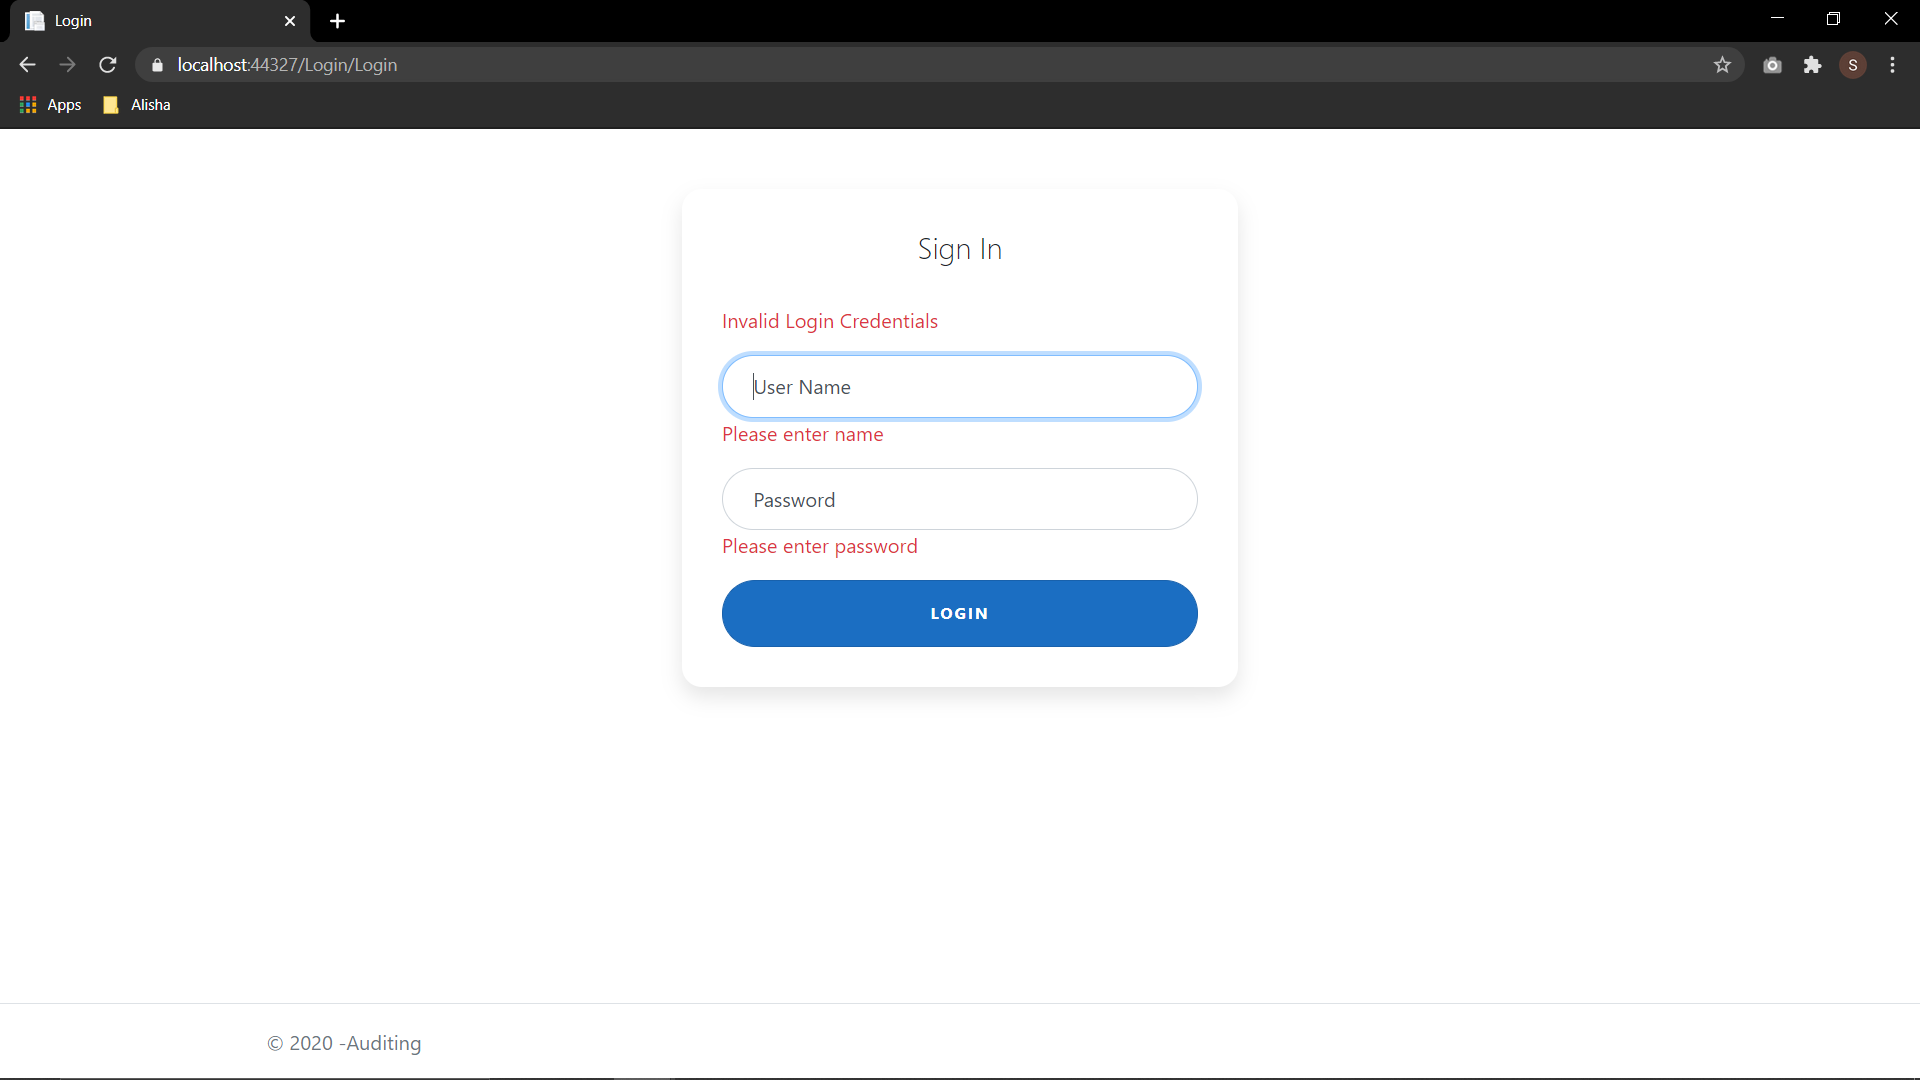 Login
localhost:44327/Login/Login
S
Apps
Alisha
Sign In
Invalid Login Credentials
User Name
Please enter name
Password
Please enter password
LOGIN
© 2020 -Auditing